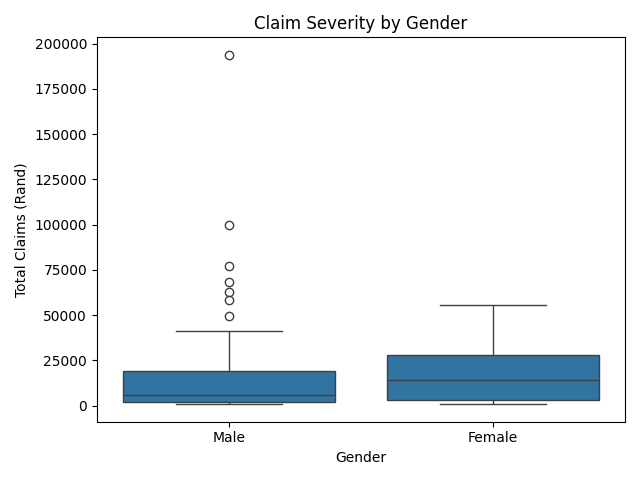 Claim Severity by Gender
200000
175000
150000
125000
100000
75000
50000
25000
0
Total Claims (Rand)
Male
Female
Gender